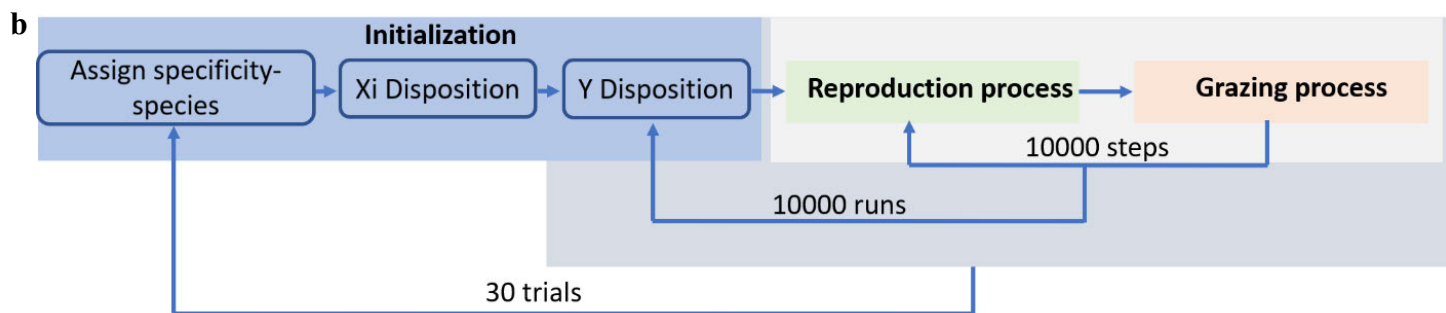 b
Initialization
Assign specificity-
species
Xi Disposition
Y Disposition
Reproduction process
Grazing process
10000 steps
10000 runs
30 trials